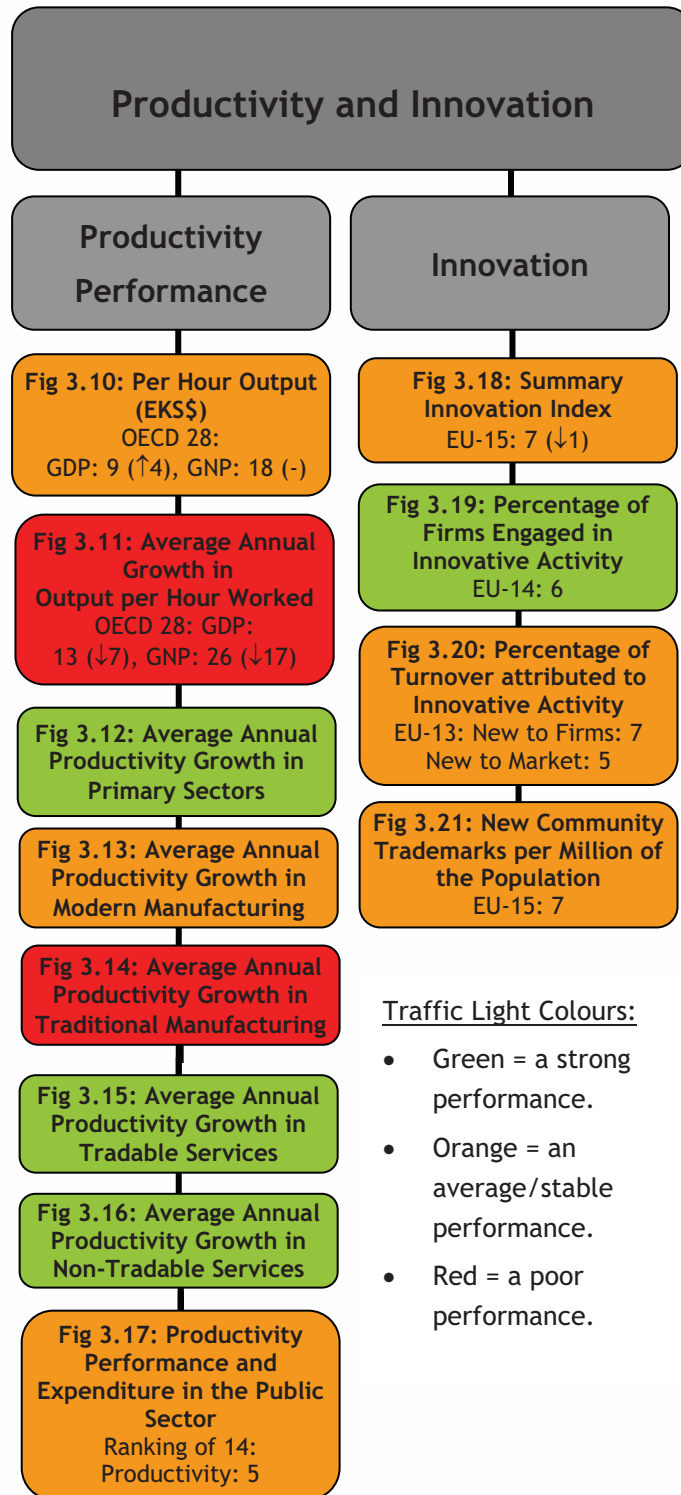 Productivity and Innovation
Productivity
Performance
Fig 3.10: Per Hour Output
(EKS$)
OECD 28:
GDP: 9 (↑4), GNP: 18 (-)
Fig 3.11: Average Annual
Growth in
Output per Hour Worked
OECD 28: GDP:
13 (↓7), GNP: 26 (↓17)
Fig 3.12: Average Annual
Productivity Growth in
Primary Sectors
Fig 3.13: Average Annual
Productivity Growth in
Modern Manufacturing
Fig 3.14: Average Annual
Productivity Growth in
Traditional Manufacturing
Fig 3.15: Average Annual
Productivity Growth in
Tradable Services
Fig 3.16: Average Annual
Productivity Growth in
Non-Tradable Services
Fig 3.17: Productivity
Performance and
Expenditure in the Public
Sector
Ranking of 14:
Productivity: 5
Innovation
Fig 3.18: Summary
Innovation Index
EU-15: 7 (↓1)
Fig 3.19: Percentage of
Firms Engaged in
Innovative Activity
EU-14: 6
Fig 3.20: Percentage of
Turnover attributed to
Innovative Activity
EU-13: New to Firms: 7
New to Market: 5
Fig 3.21: New Community
Trademarks per Million of
the Population
EU-15: 7
Traffic Light Colours:
• Green = a strong
performance.
• Orange = an
average/stable
performance.
• Red = a poor
performance.